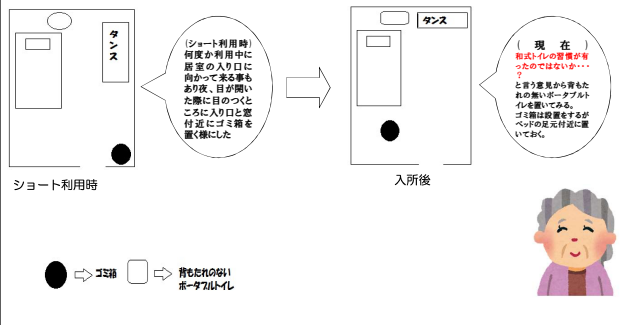 タンス
(ショート利用時)
何度か利用中に
居室の入り口に
向かって来る事も
あり夜、目が開い
た際に目のつくと
ころに入り口と窓
付近にゴミ箱を
置く様にした
ショート利用時
タンス
(現在)
和式トイレの習慣が有
ったのではないか・・・
?
と言う意見から背もた
れの無いポータブルト
イレを置いてみる。
ゴミ箱は設置をするが
ベッドの足元付近に置
いておく。
入所後
ゴミ箱
背もたれのない
ポータブルトイレ